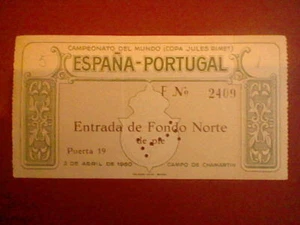 CAMPEONATO DEL MUNDO (COPA JULES RIMET)
ESPAÑA-PORTUGAL
F Nº 2409
Entrada de Fondo Norte
de pie
Puerta 19
2 DE ABRIL DE 1950 CAMPO DE CHAMARTIN